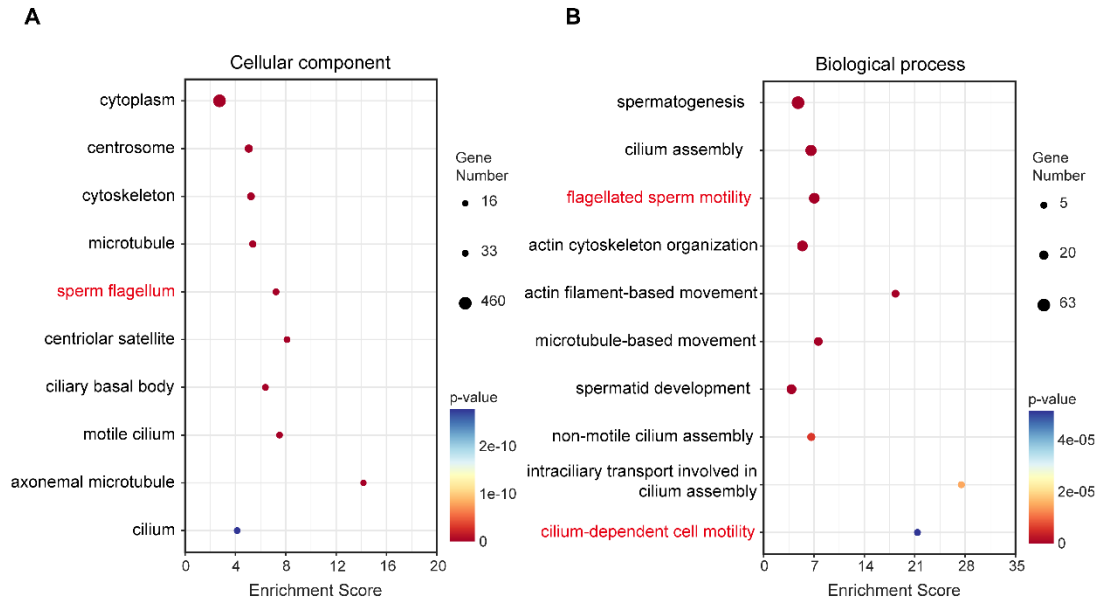 A
Cellular component
cytoplasm
centrosome
cytoskeleton
microtubule
sperm flagellum
centriolar satellite
ciliary basal body
motile cilium
axonemal microtubule
cilium
0 4 8 12 16 20
Enrichment Score
Gene
Number
16
33
460
p-value
2e-10
1e-10
0
B
Biological process
spermatogenesis
cilium assembly
flagellated sperm motility
actin cytoskeleton organization
actin filament-based movement
microtubule-based movement
spermatid development
non-motile cilium assembly
intraciliary transport involved in
cilium assembly
cilium-dependent cell motility
0 7 14 21 28 35
Enrichment Score
Gene
Number
5
20
63
p-value
4e-05
2e-05
0